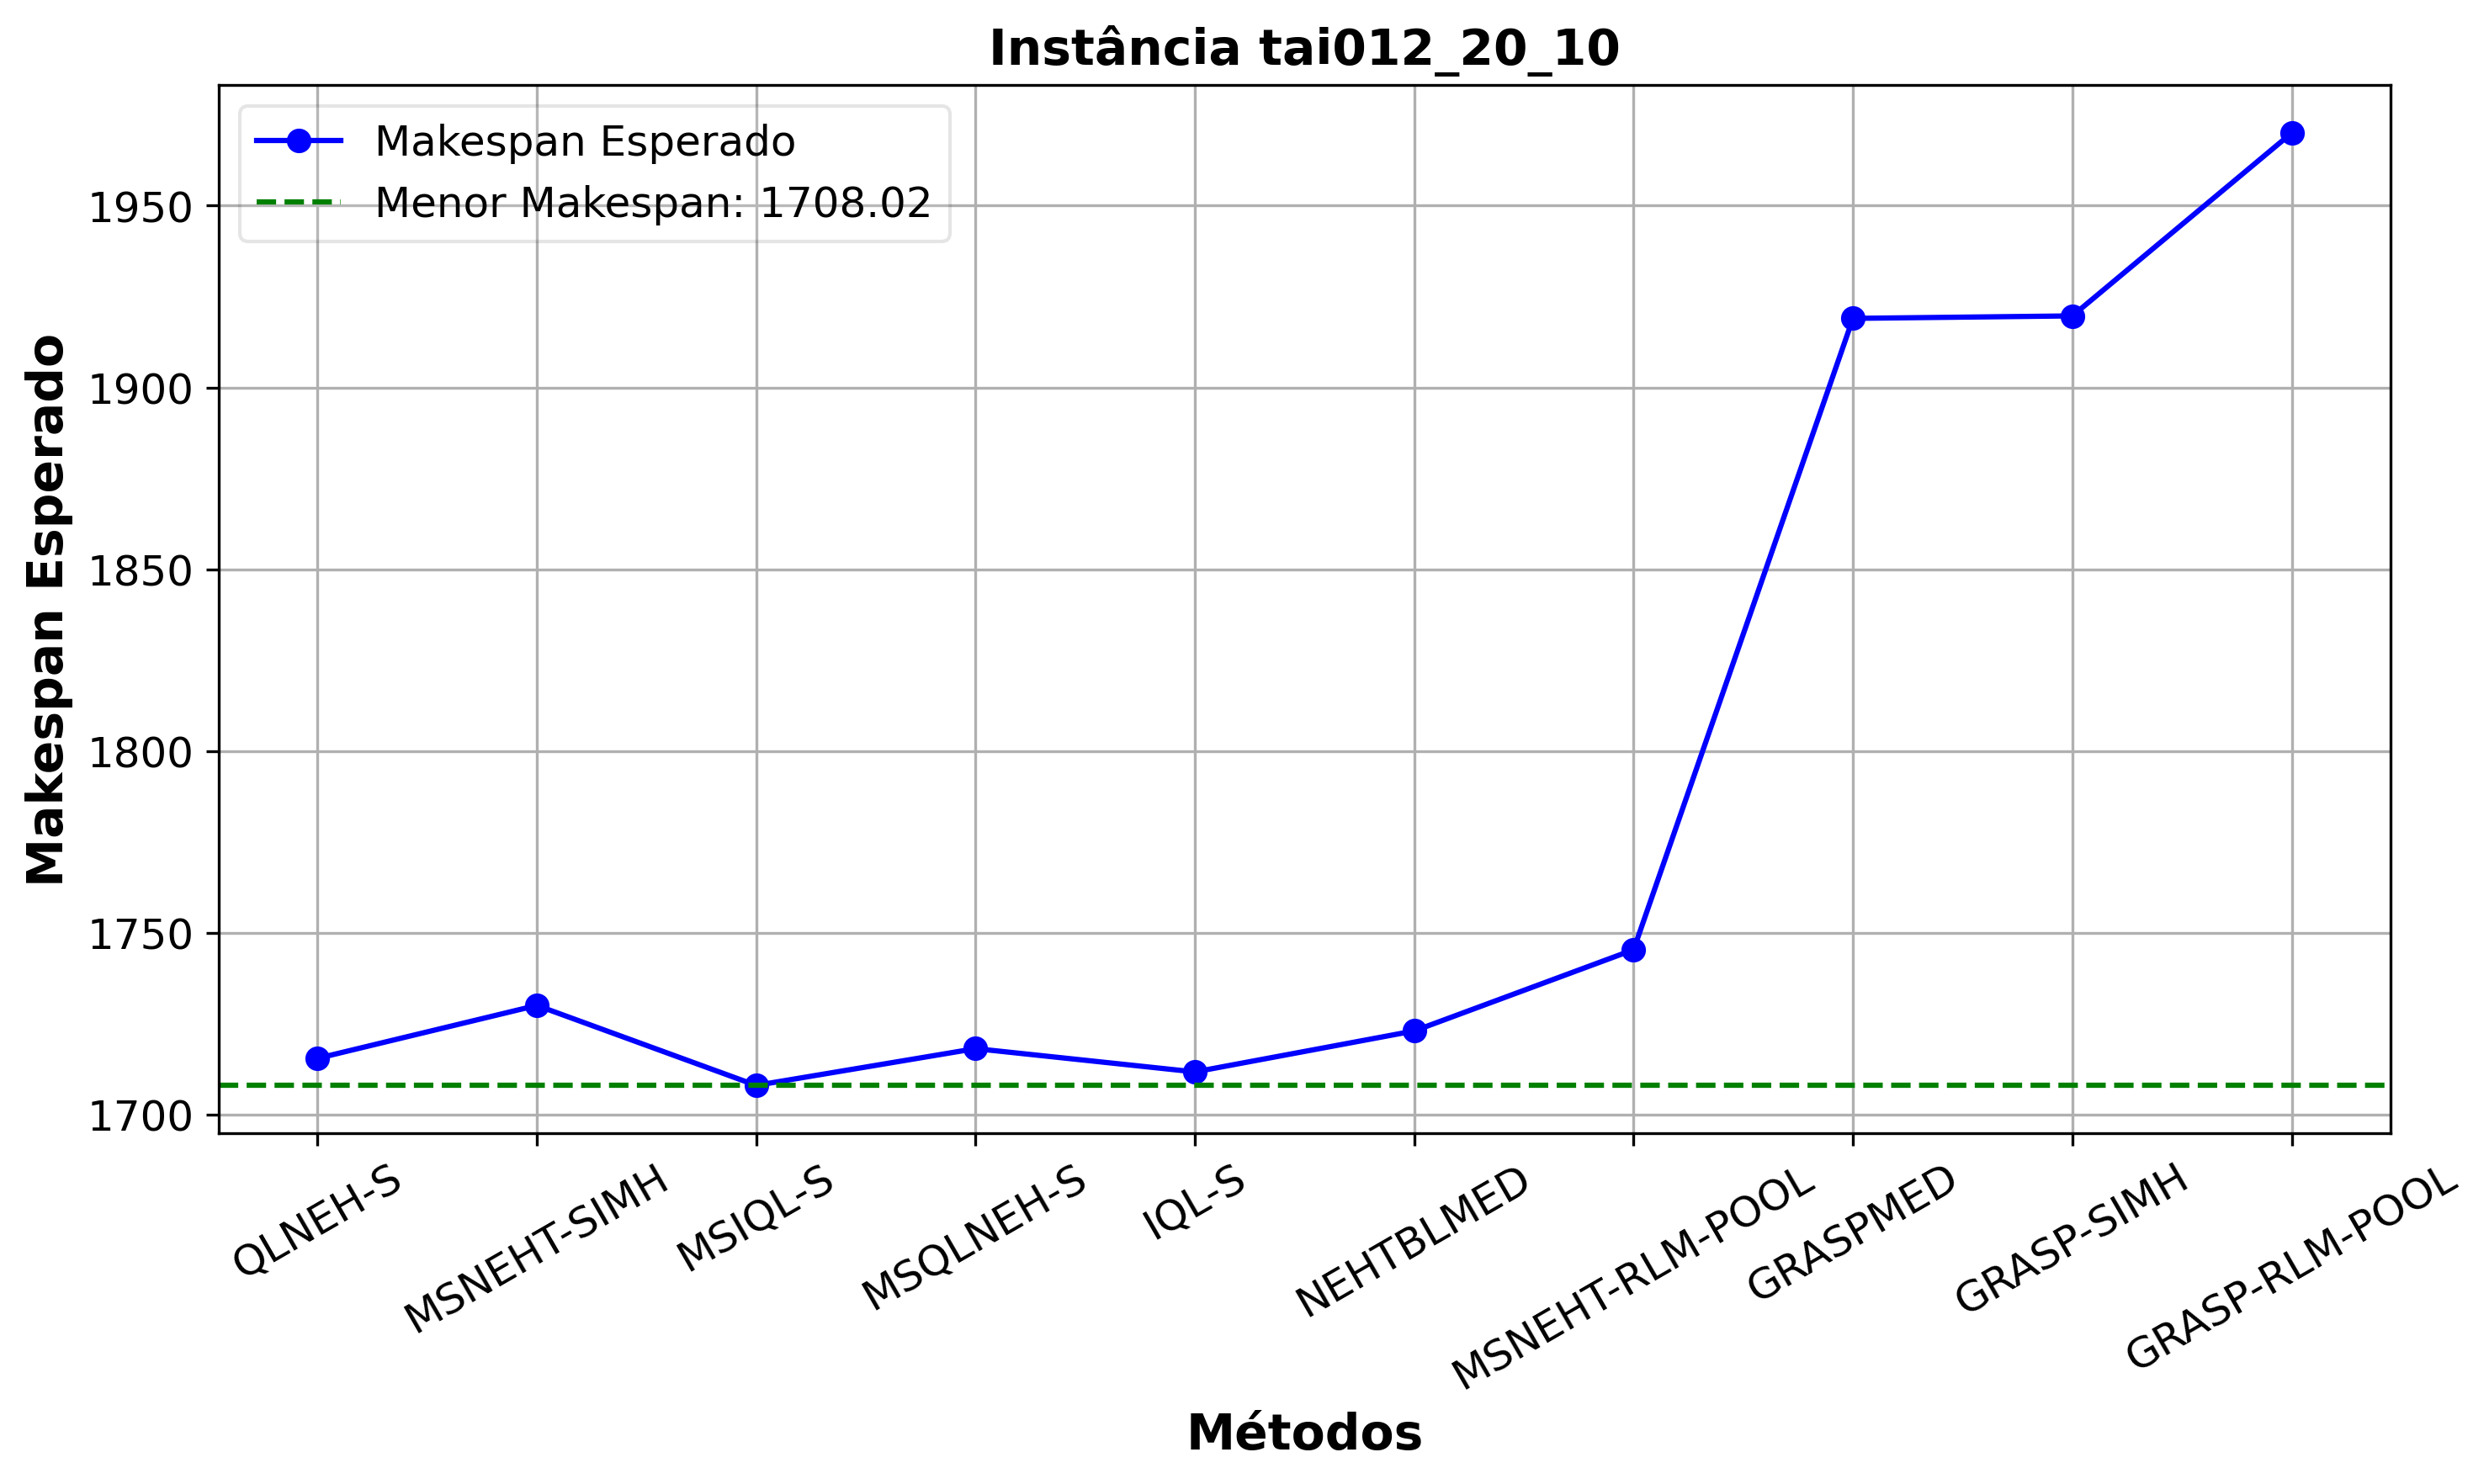 Instância tai012_20_10
Makespan Esperado
Menor Makespan: 1708.02
Makespan Esperado
1950
1900
1850
1800
1750
1700
QLNEH-S
MSNEHT-SIMH
MSIQL-S
MSQLNEH-S
IQL-S
NEHTBLMED
MSNEHT-RLM-POOL
GRASPMED
GRASP-SIMH
GRASP-RLM-POOL
Métodos